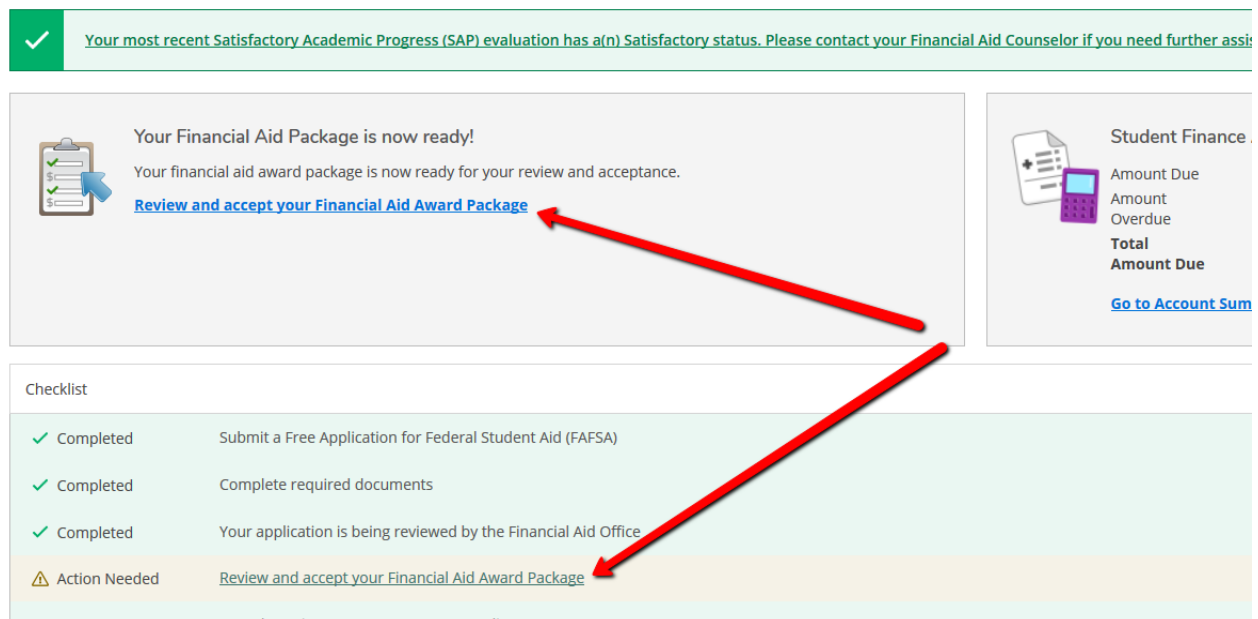 Your most recent Satisfactory Academic Progress (SAP) evaluation has a(n) Satisfactory status. Please contact your Financial Aid Counselor if you need further
Your Financial Aid Package is now ready!
Your financial aid award package is now ready for your review and acceptance.
Review and accept your Financial Aid Award Package
Student Finance
Amount Due
Amount
Overdue
Total
Amount Due
Go to Account
Checklist
Completed Submit a Free Application for Federal Student Aid (FAFSA)
Completed Complete required documents
Completed Your application is being reviewed by the Financial Aid Office
Action Needed Review and accept your Financial Aid Award Package